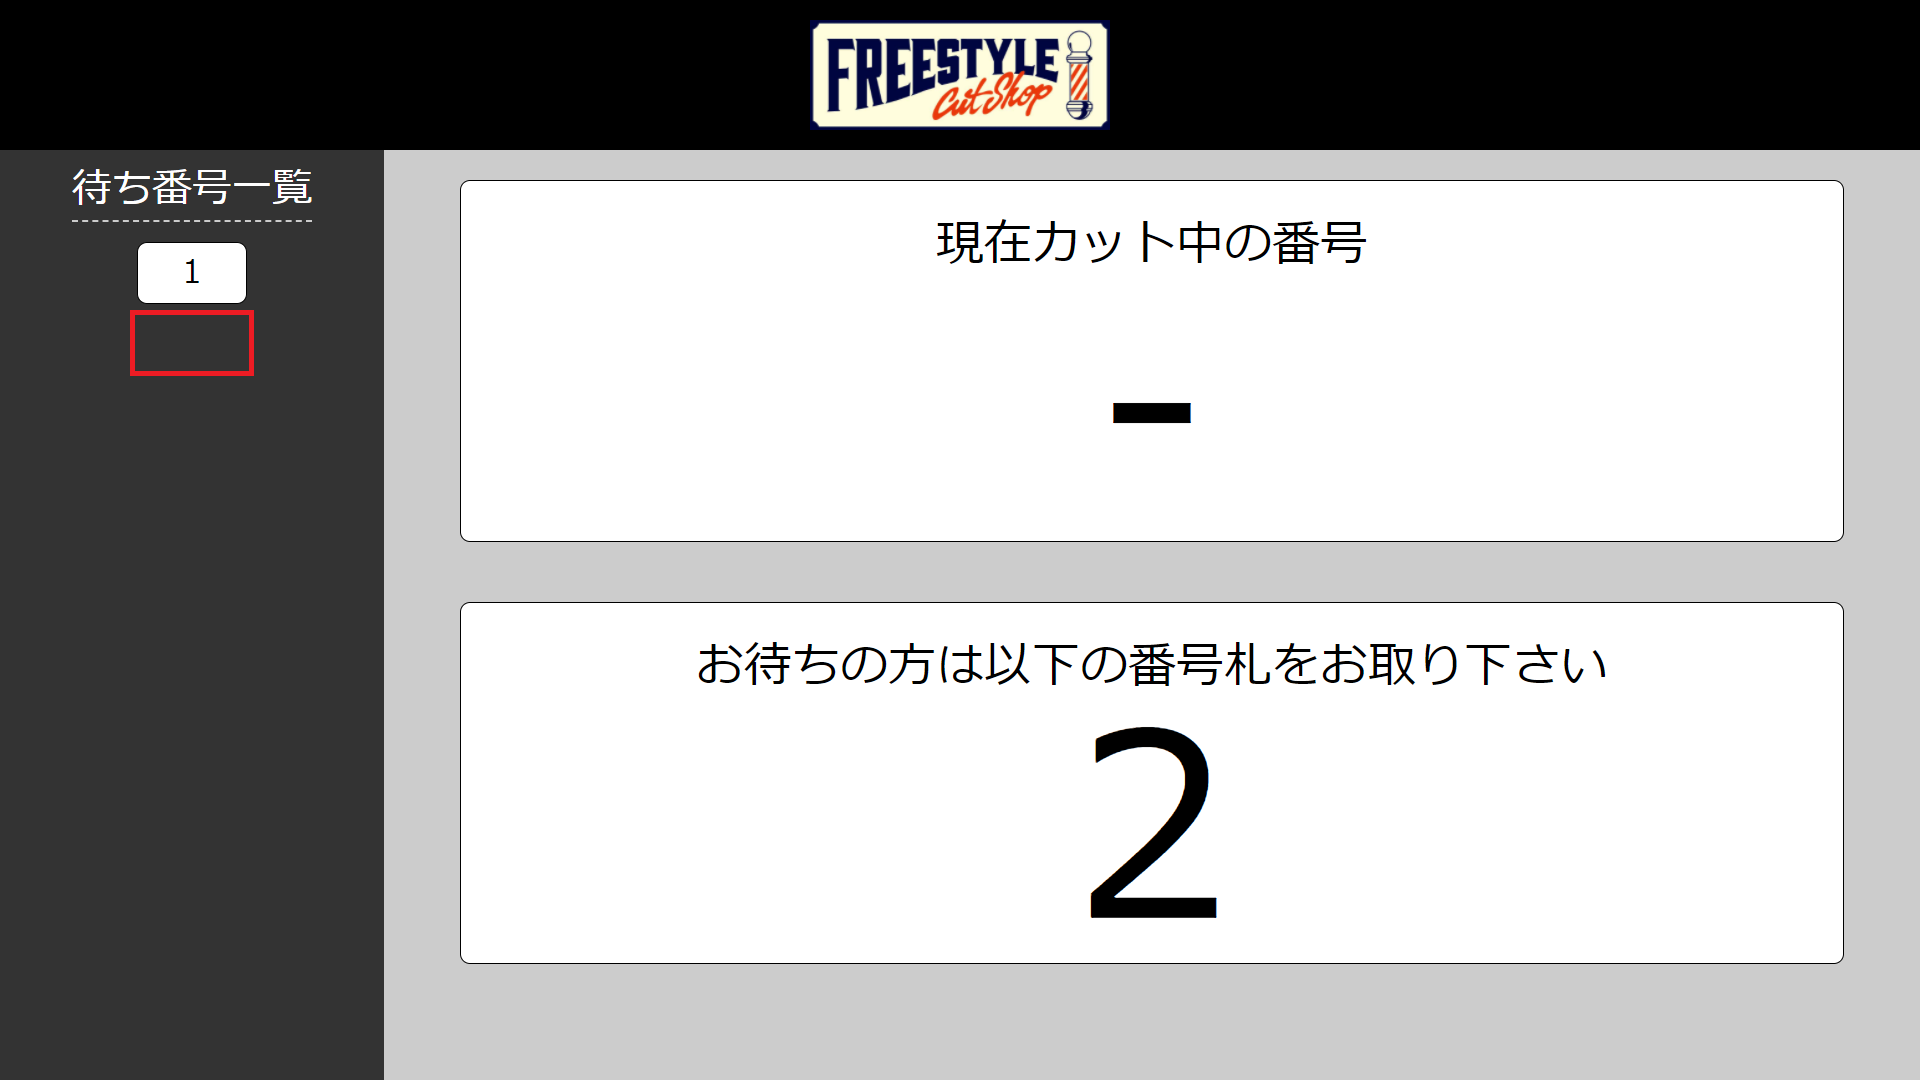 FREESTYLE
Cut Shop
待ち番号一覧
1
現在カット中の番号
-
お待ちの方は以下の番号札をお取り下さい
2